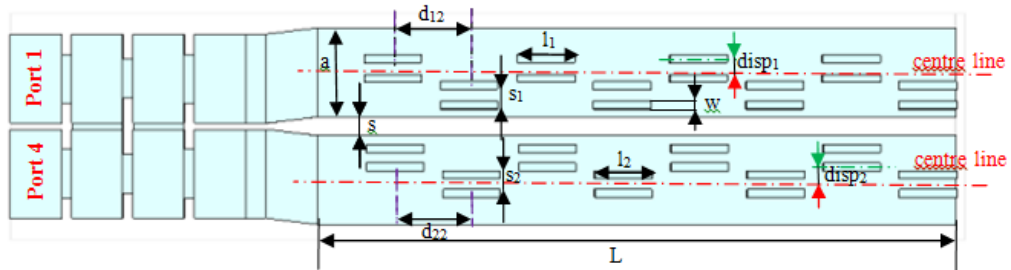 d12
l1
disp1
centre line
Port 1
a
s1
w
s
Port 4
l2
s2
disp2
centre line
d22
L